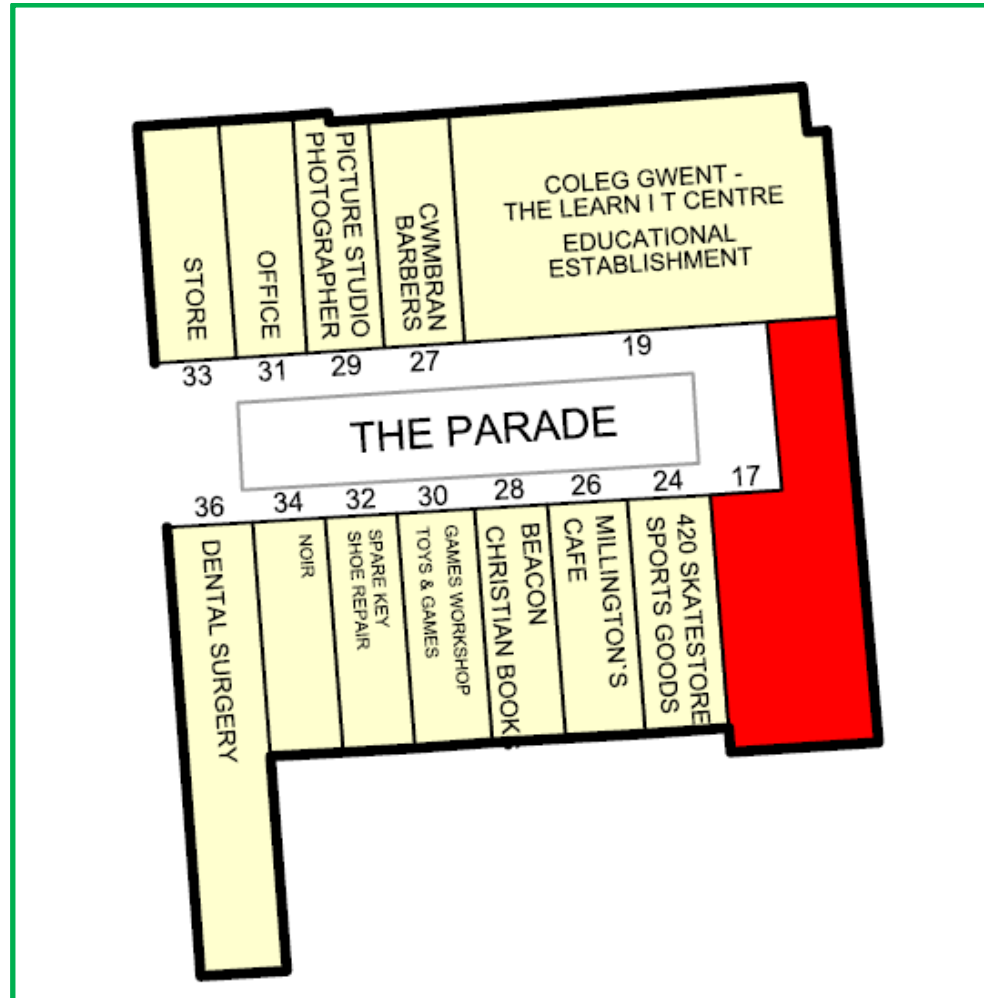 STORE
OFFICE
PICTURE STUDIO
PHOTOGRAPHER
CWMBRAN
BARBERS
COLEG GWENT -
THE LEARN I T CENTRE
EDUCATIONAL
ESTABLISHMENT
33
31
29
27
19
THE PARADE
36
34
32
30
28
26
24
17
DENTAL SURGERY
NOIR
SPARE KEY
SHOE REPAIR
GAMES WORKSHOP
TOYS & GAMES
BEACON
CHRISTIAN BOOK
MILLINGTON`S
CAFE
420 SKATESTORE
SPORTS GOODS